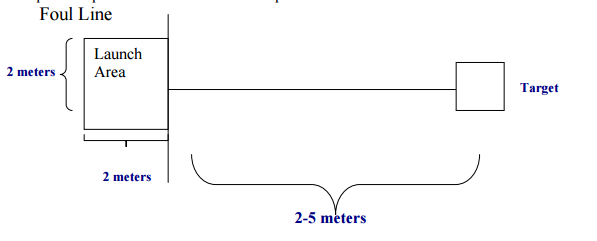 Foul Line
Launch
Area
2 meters
Target
2 meters
2-5 meters